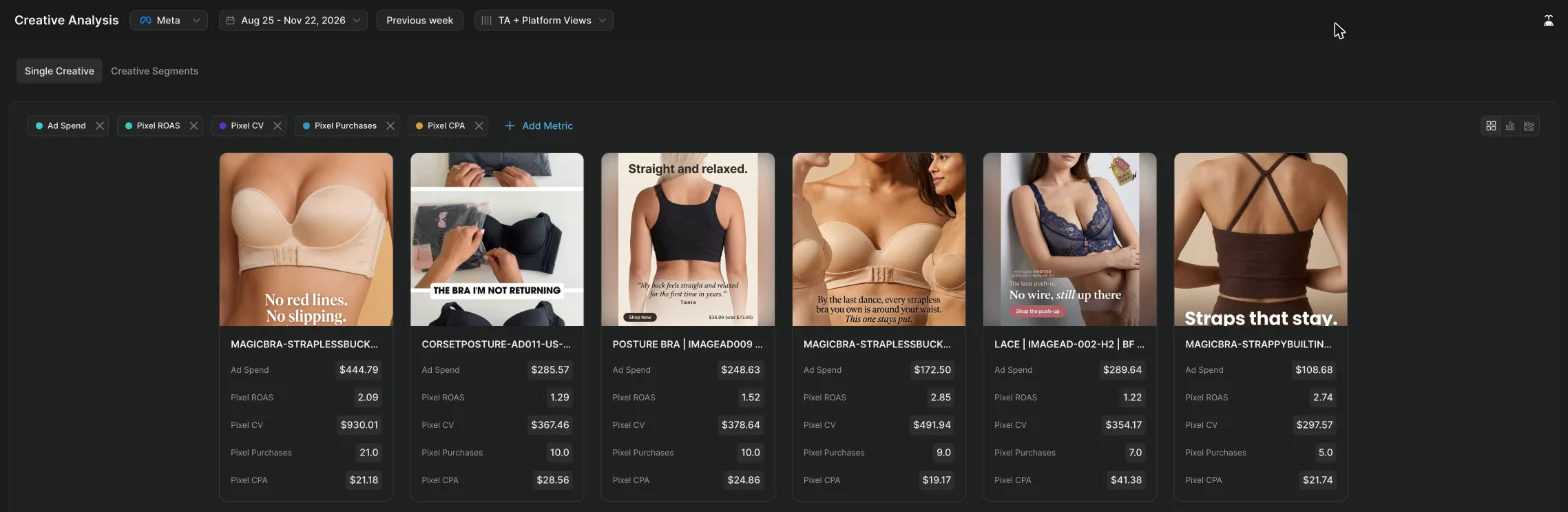 Creative Analysis
Meta
Aug 25 - Nov 22, 2026
Previous week
TA + Platform Views
Single Creative
Creative Segments
Ad Spend
Pixel ROAS
Pixel CV
Pixel Purchases
Pixel CPA
+ Add Metric
No red lines.
No slipping.
MAGICBRA-STRAPLESSBUCK...
Ad Spend $444.79
Pixel ROAS 2.09
Pixel CV $930.01
Pixel Purchases 21.0
Pixel CPA $21.18
THE BRA I'M NOT RETURNING
CORSETPOSTURE-AD011-US-...
Ad Spend $285.57
Pixel ROAS 1.29
Pixel CV $367.46
Pixel Purchases 10.0
Pixel CPA $28.56
Straight and relaxed.
"My back feels straight and relaxed
for the first time in years."
Tania
Shop Now
$36.99 (was $73.99)
POSTURE BRA | IMAGEAD009 ...
Ad Spend $248.63
Pixel ROAS 1.52
Pixel CV $378.64
Pixel Purchases 10.0
Pixel CPA $24.86
By the last dance, every strapless
bra you own is around your waist.
This one stays put.
MAGICBRA-STRAPLESSBUCK...
Ad Spend $172.50
Pixel ROAS 2.85
Pixel CV $491.94
Pixel Purchases 9.0
Pixel CPA $19.17
The lace push-up:
No wire, still up there
Shop the push-up
LACE | IMAGEAD-002-H2 | BF ...
Ad Spend $289.64
Pixel ROAS 1.22
Pixel CV $354.17
Pixel Purchases 7.0
Pixel CPA $41.38
Straps that stay.
MAGICBRA-STRAPPYBUILTIN...
Ad Spend $108.68
Pixel ROAS 2.74
Pixel CV $297.57
Pixel Purchases 5.0
Pixel CPA $21.74